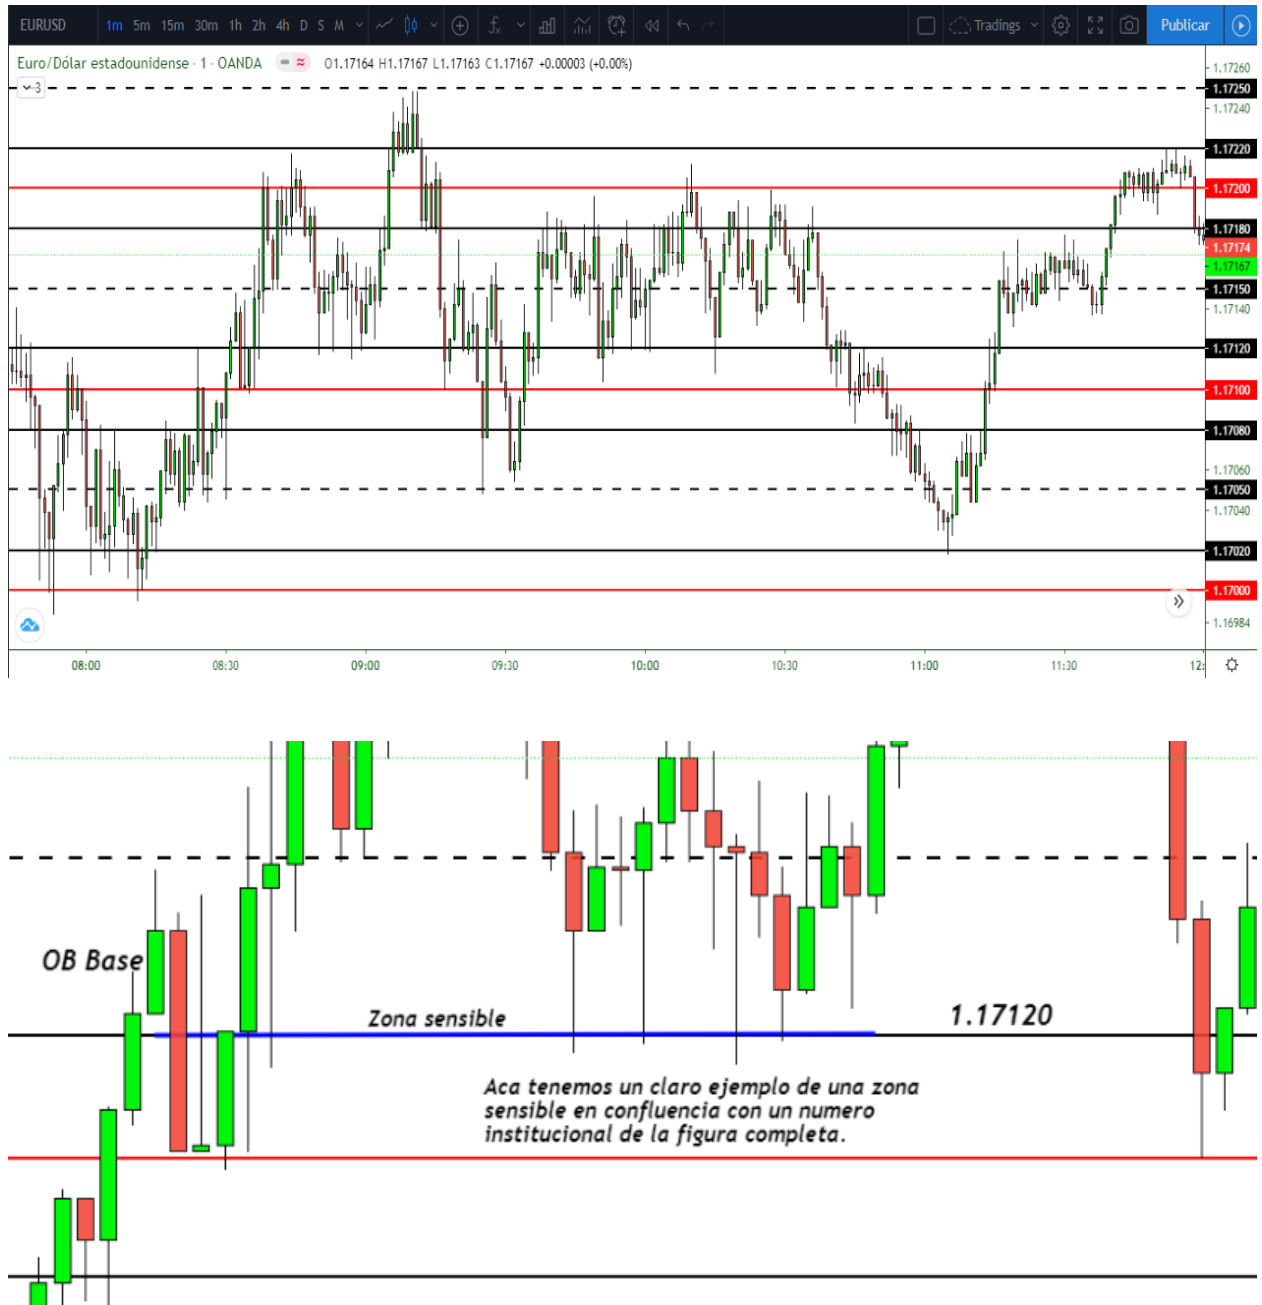 EURUSD 1m 5m 15m 30m 1h 2h 4h D S M Tradings Publicar
Euro/Dólar estadounidense · 1 · OANDA O1.17164 H1.17167 L1.17163 C1.17167 +0.00003 (+0.00%)
3
1.17260
1.17250
1.17240
1.17220
1.17200
1.17180
1.17174
1.17167
1.17150
1.17140
1.17120
1.17100
1.17080
1.17060
1.17050
1.17040
1.17020
1.17000
1.16984
08:00 08:30 09:00 09:30 10:00 10:30 11:00 11:30 12:
OB Base
Zona sensible
1.17120
Aca tenemos un claro ejemplo de una zona
sensible en confluencia con un numero
institucional de la figura completa.